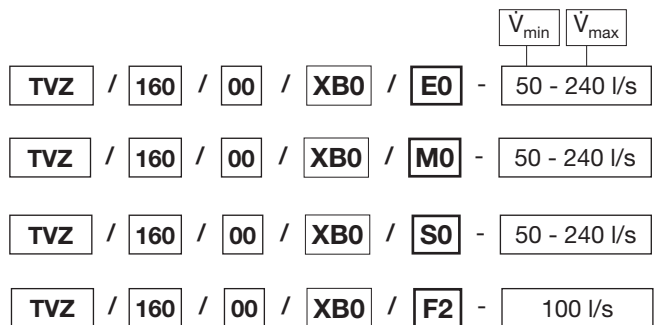 V̇min V̇max
TVZ / 160 / 00 / XB0 / E0 - 50 - 240 l/s
TVZ / 160 / 00 / XB0 / M0 - 50 - 240 l/s
TVZ / 160 / 00 / XB0 / S0 - 50 - 240 l/s
TVZ / 160 / 00 / XB0 / F2 - 100 l/s